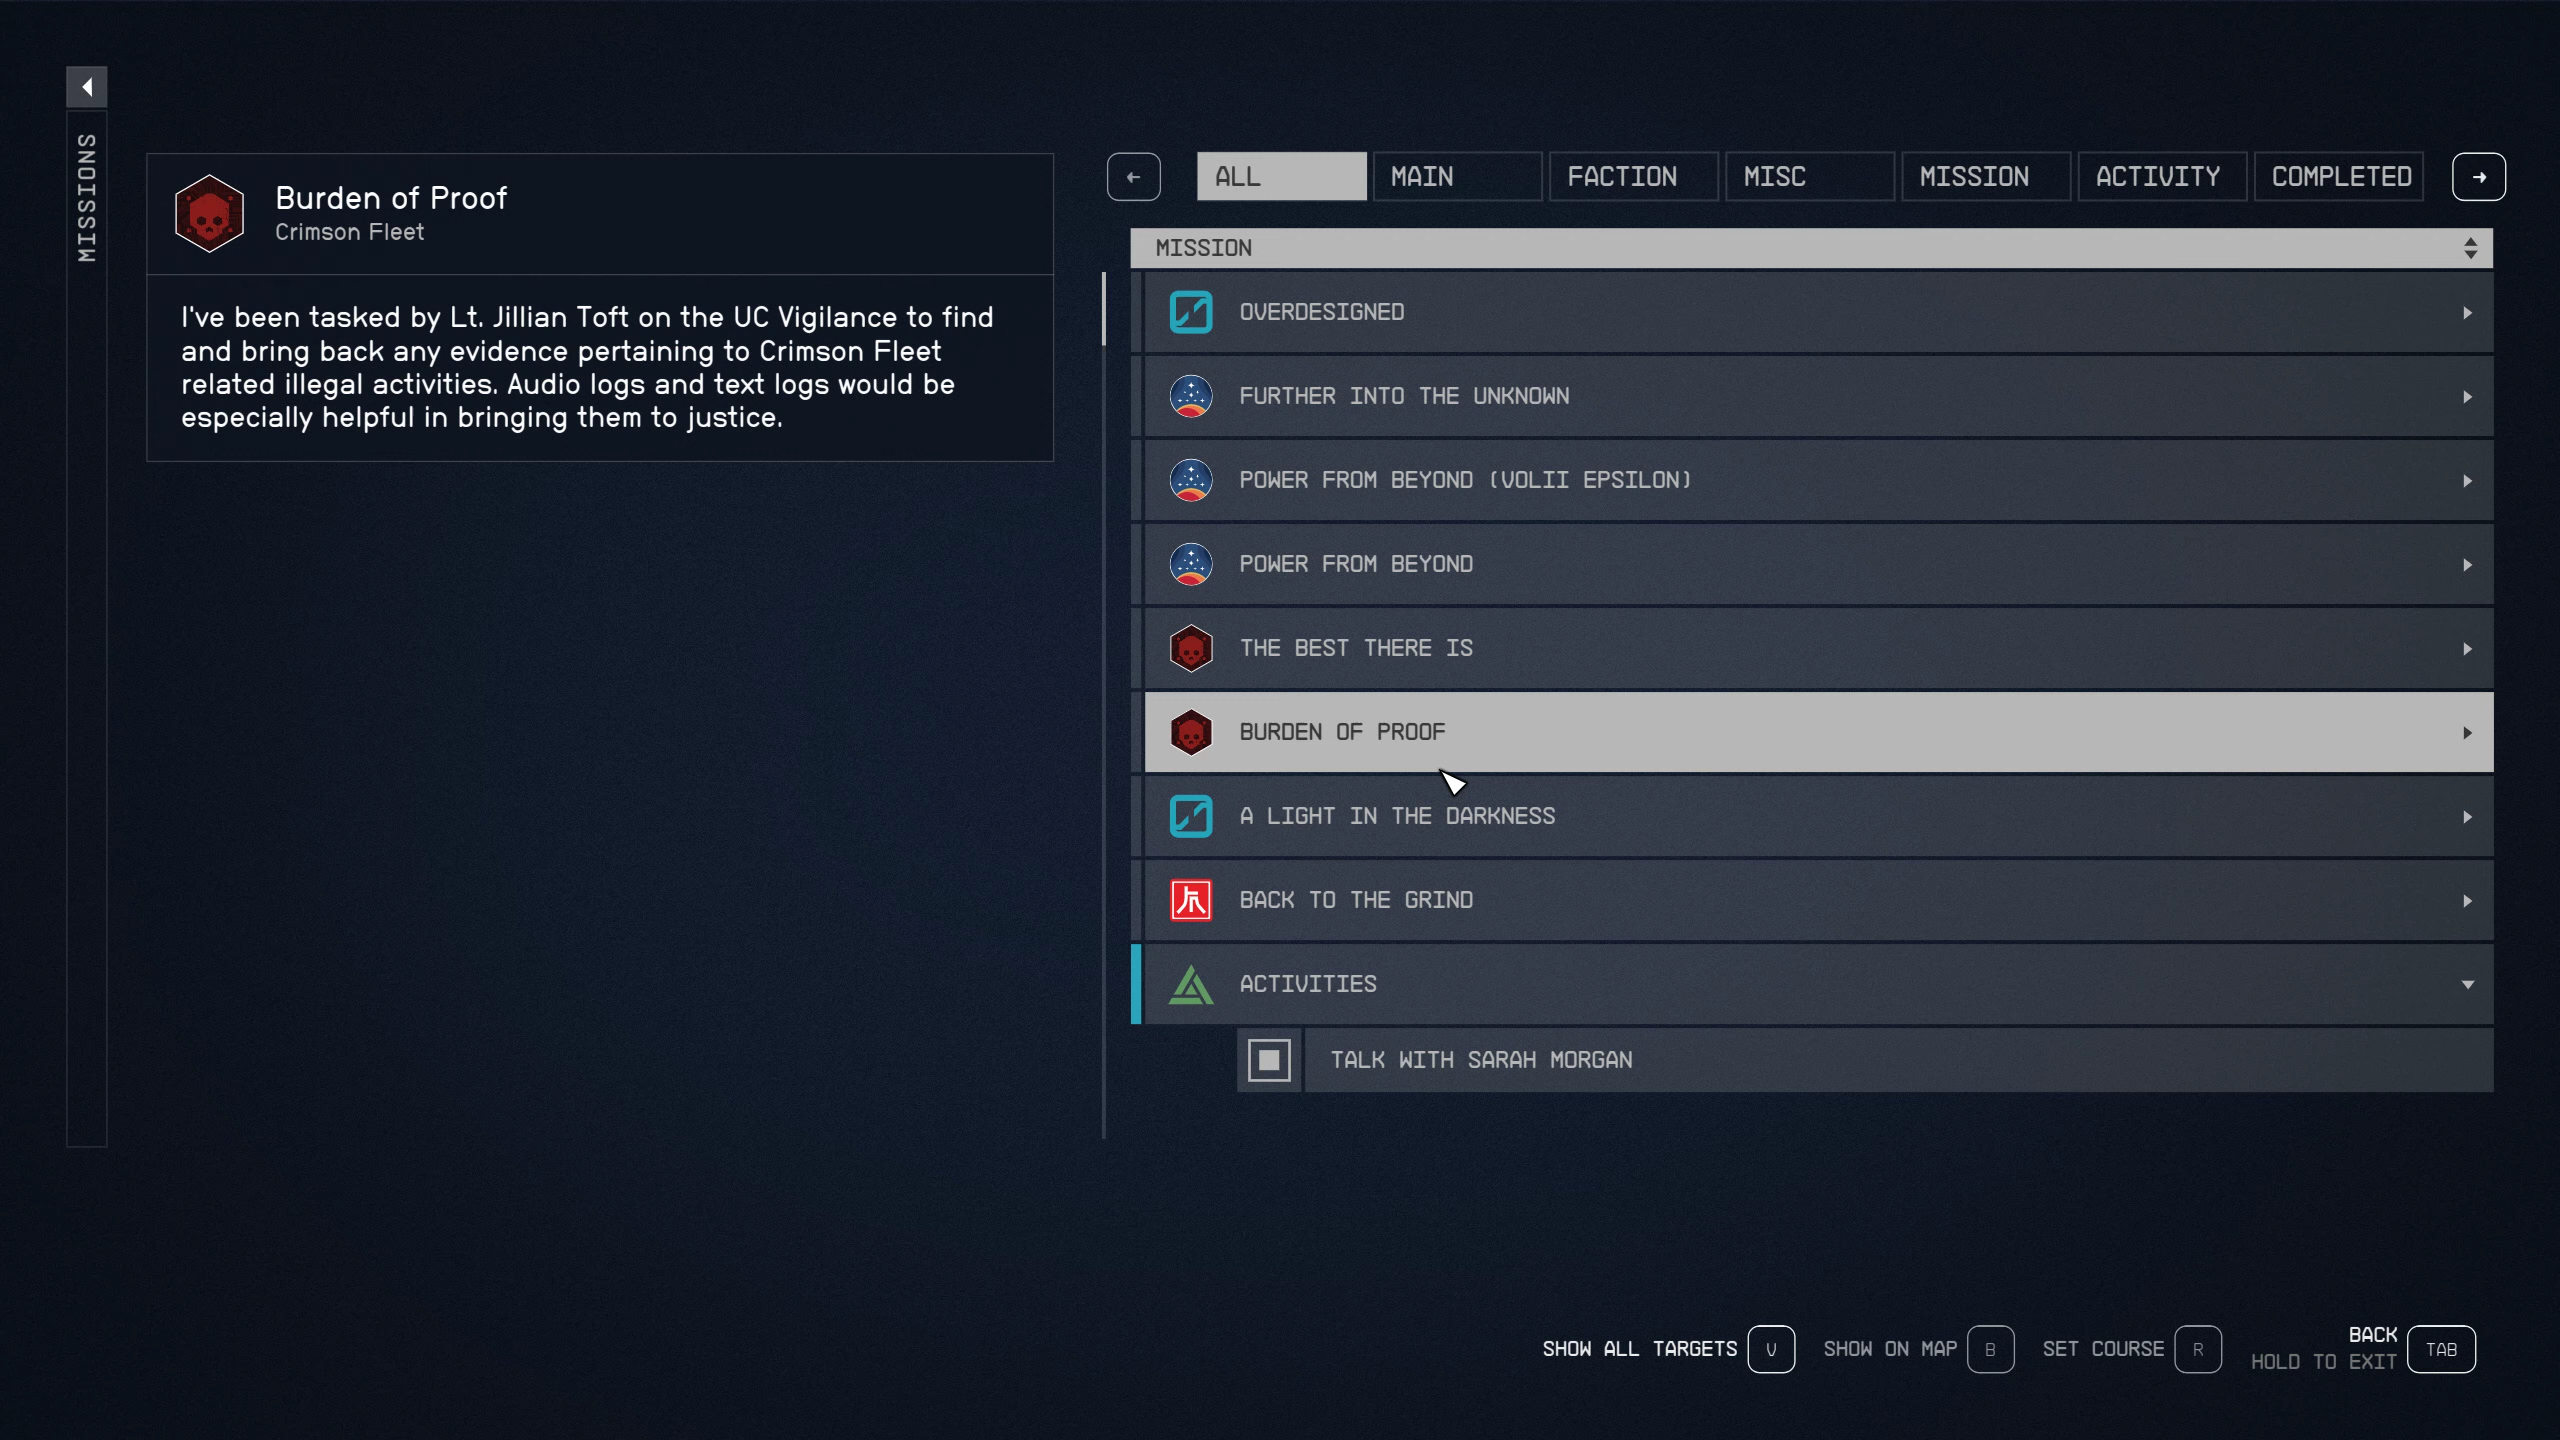 MISSIONS
Burden of Proof
Crimson Fleet
I've been tasked by Lt. Jillian Toft on the UC Vigilance to find
and bring back any evidence pertaining to Crimson Fleet
related illegal activities. Audio logs and text logs would be
especially helpful in bringing them to justice.
ALL
MAIN
FACTION
MISC
MISSION
ACTIVITY
COMPLETED
MISSION
OVERDESIGNED
FURTHER INTO THE UNKNOWN
POWER FROM BEYOND (VOLII EPSILON)
POWER FROM BEYOND
THE BEST THERE IS
BURDEN OF PROOF
A LIGHT IN THE DARKNESS
BACK TO THE GRIND
ACTIVITIES
TALK WITH SARAH MORGAN
SHOW ALL TARGETS V
SHOW ON MAP B
SET COURSE R
BACK
HOLD TO EXIT
TAB